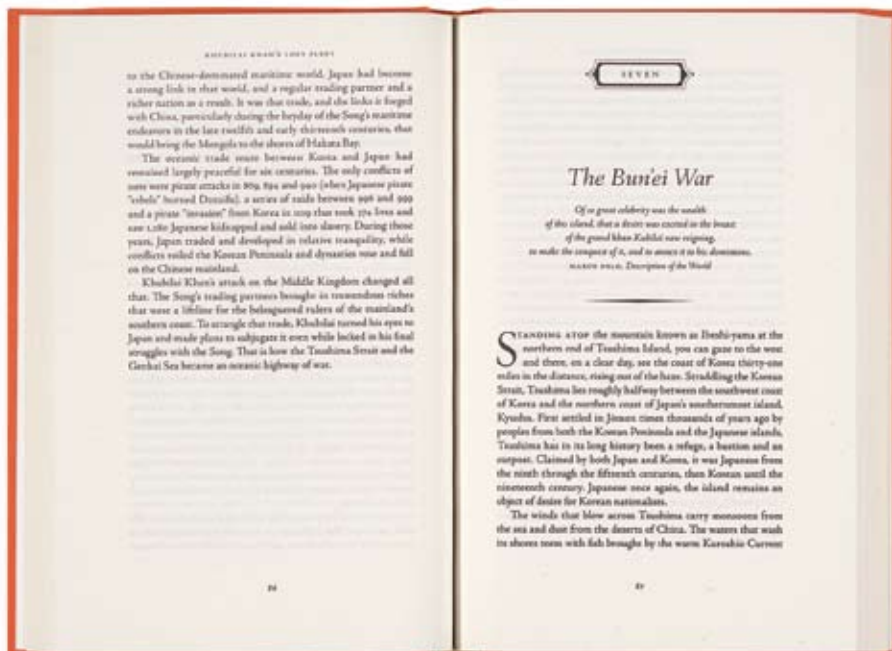 KHUBILAI KHAN'S LOST FLEET
to the Chinese-dominated maritime world, Japan had become
a strong link in that world, and a regular trading partner and a
richer nation as a result. It was that trade, and the links it forged
with China, particularly during the heyday of the Song's maritime
endeavors in the late twelfth and early thirteenth centuries, that
would bring the Mongols to the shores of Hakata Bay.
The oceanic trade route between Korea and Japan had
remained largely peaceful for six centuries. The only conflicts of
note were pirate attacks in 869, 894 and 940 (when Japanese pirate
"rebels" burned Dazaifu), a series of raids between 996 and 999
and a pirate "invasion" from Korea in 1019 that took 374 lives and
saw 1,280 Japanese kidnapped and sold into slavery. During those
years, Japan traded and developed in relative tranquility, while
conflicts roiled the Korean Peninsula and dynasties rose and fell
on the Chinese mainland.
Khubilai Khan's attack on the Middle Kingdom changed all
that. The Song's trading partners brought in tremendous riches
that were a lifeline for the beleaguered rulers of the mainland's
southern coast. To strangle that trade, Khubilai turned his eyes to
Japan and made plans to subjugate it even while locked in his final
struggles with the Song. That is how the Tsushima Strait and the
Genkai Sea became an oceanic highway of war.
SEVEN
The Bun'ei War
Of so great celebrity was the wealth
of this island, that a desire was excited in the breast
of the grand khan Kublai now reigning,
to make the conquest of it, and to annex it to his dominions.
MARCO POLO, Description of the World
STANDING ATOP the mountain known as
at the
northern end of Tsushima Island, you can gaze to the west
and there, on a clear day, see the coast of Korea thirty-one
miles in the distance, rising out of the haze. Straddling the Korean
Strait, Tsushima lies roughly halfway between the southwest coast
of Korea and the northern coast of Japan's southernmost island,
Kyushu. First settled in Jōmon times thousands of years ago by
peoples from both the Korean Peninsula and the Japanese islands,
Tsushima has in its long history been a refuge, a bastion and an
outpost. Claimed by both Japan and Korea, it was Japanese from
the ninth through the fifteenth centuries, then Korean until the
nineteenth century. Japanese once again, the island remains an
object of desire for Korean nationalists.
The winds that blow across Tsushima carry monsoons from
the sea and dust from the deserts of China. The waters that wash
its shores teem with fish brought by the warm Kuroshio Current